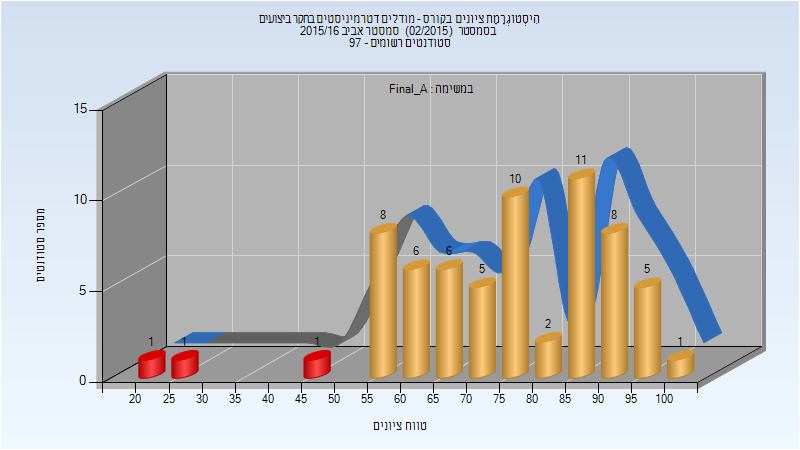 היסטוגרמת ציונים בקורס - מודלים דטרמיניסטים בחקר ביצועים
בסמסטר (02/2015) סמסטר אביב 2015/16
סטודנטים רשומים - 97
במשימה : Final_A
מספר סטודנטים
15
10
5
0
1
1
1
8
6
6
5
10
2
11
8
5
1
20 25 30 35 40 45 50 55 60 65 70 75 80 85 90 95 100
טווח ציונים